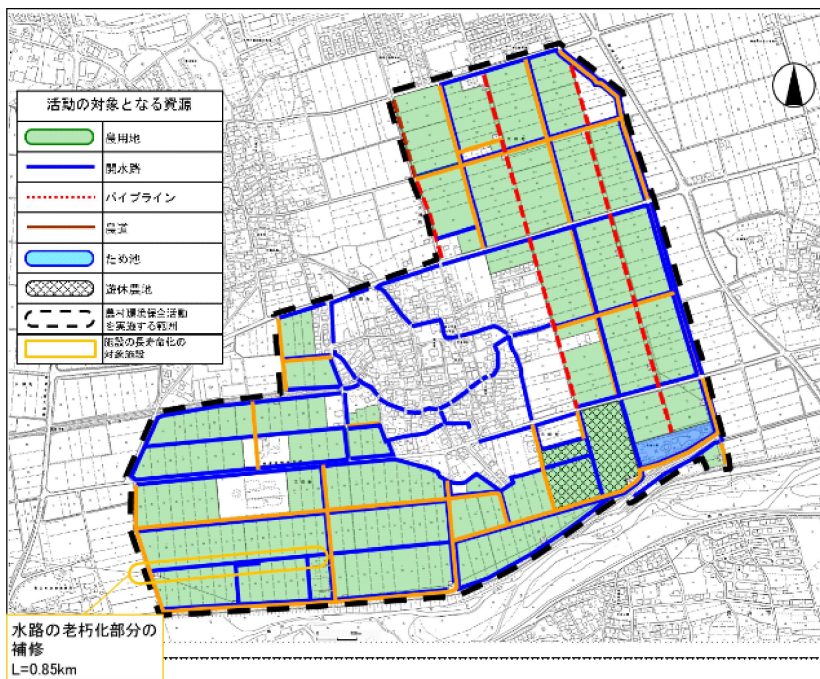 活動の対象となる資源
農用地
開水路
パイプライン
農道
ため池
遊休農地
農村環境保全活動
を実施する範囲
施設の長寿命化の
対象施設
水路の老朽化部分の
補修
L=0.85km